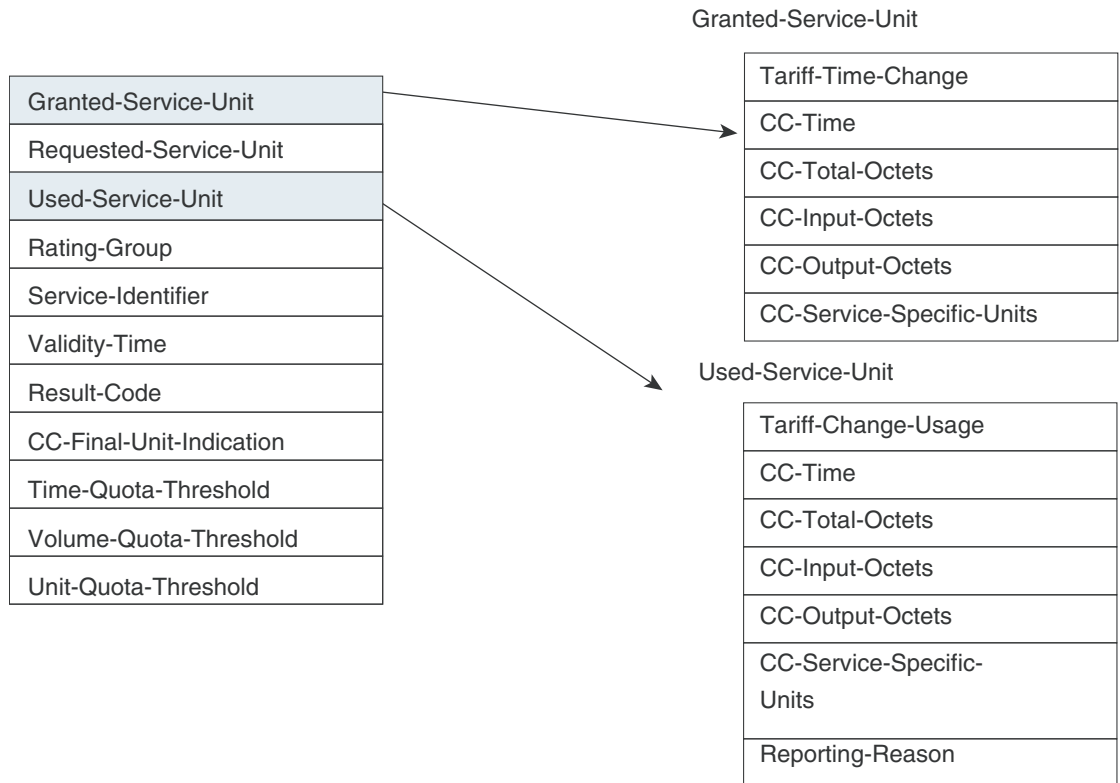 Granted-Service-Unit
Requested-Service-Unit
Used-Service-Unit
Rating-Group
Service-Identifier
Validity-Time
Result-Code
CC-Final-Unit-Indication
Time-Quota-Threshold
Volume-Quota-Threshold
Unit-Quota-Threshold
Granted-Service-Unit
Tariff-Time-Change
CC-Time
CC-Total-Octets
CC-Input-Octets
CC-Output-Octets
CC-Service-Specific-Units
Used-Service-Unit
Tariff-Change-Usage
CC-Time
CC-Total-Octets
CC-Input-Octets
CC-Output-Octets
CC-Service-Specific-
Units
Reporting-Reason